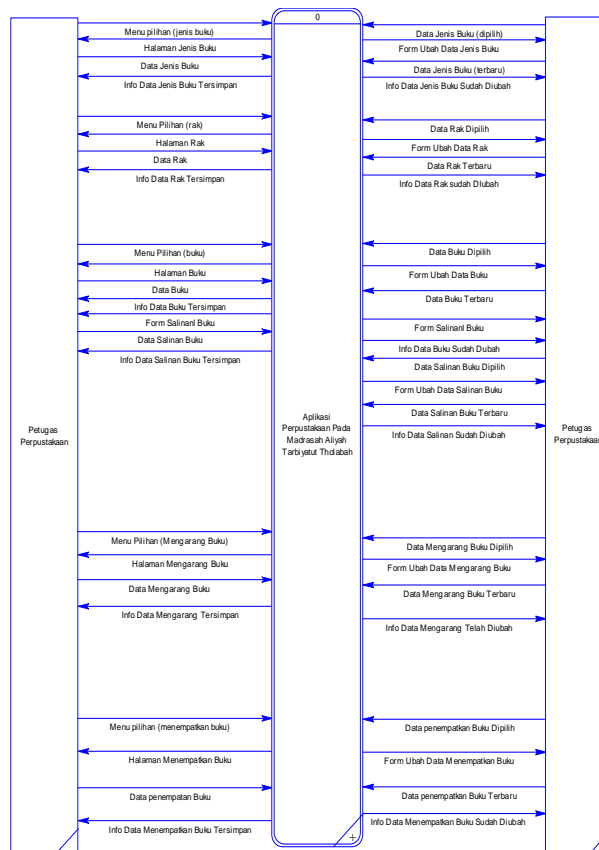 0
Menu pilihan (jenis buku)
Halaman Jenis Buku
Data Jenis Buku
Info Data Jenis Buku Tersimpan
Menu Pilihan (rak)
Halaman Rak
Data Rak
Info Data Rak Tersimpan
Menu Pilihan (buku)
Halaman Buku
Data Buku
Info Data Buku Tersimpan
Form Salinanl Buku
Data Salinan Buku
Info Data Salinan Buku Tersimpan
Petugas
Perpustakaan
Menu Pilihan (Mengarang Buku)
Halaman Mengarang Buku
Data Mengarang Buku
Info Data Mengarang Tersimpan
Menu pilihan (menempatkan buku)
Halaman Menempatkan Buku
Data penempatan Buku
Info Data Menempatkan Buku Tersimpan
Aplikasi
Perpustakaan Pada
Madrasah Aliyah
Tarbiyatut Tholabah
Data Jenis Buku (dipilih)
Form Ubah Data Jenis Buku
Data Jenis Buku (terbaru)
Info Data Jenis Buku Sudah Diubah
Data Rak Dipilih
Form Ubah Data Rak
Data Rak Terbaru
Info Data Rak sudah DIubah
Data Buku Dipilih
Form Ubah Data Buku
Data Buku Terbaru
Form Salinanl Buku
Info Data Buku Sudah Dubah
Data Salinan Buku Dipilih
Form Ubah Data Salinan Buku
Data Salinan Buku Terbaru
Info Data Salinan Sudah Diubah
Petugas
Perpustakaan
Data Mengarang Buku Dipilih
Form Ubah Data Mengarang Buku
Data Mengarang Buku Terbaru
Info Data Mengarang Telah Diubah
Data penempatkan Buku Dipilih
Form Ubah Data Menempatkan Buku
Data penempatkan Buku Terbaru
Info Data Menempatkan Buku Sudah Diubah